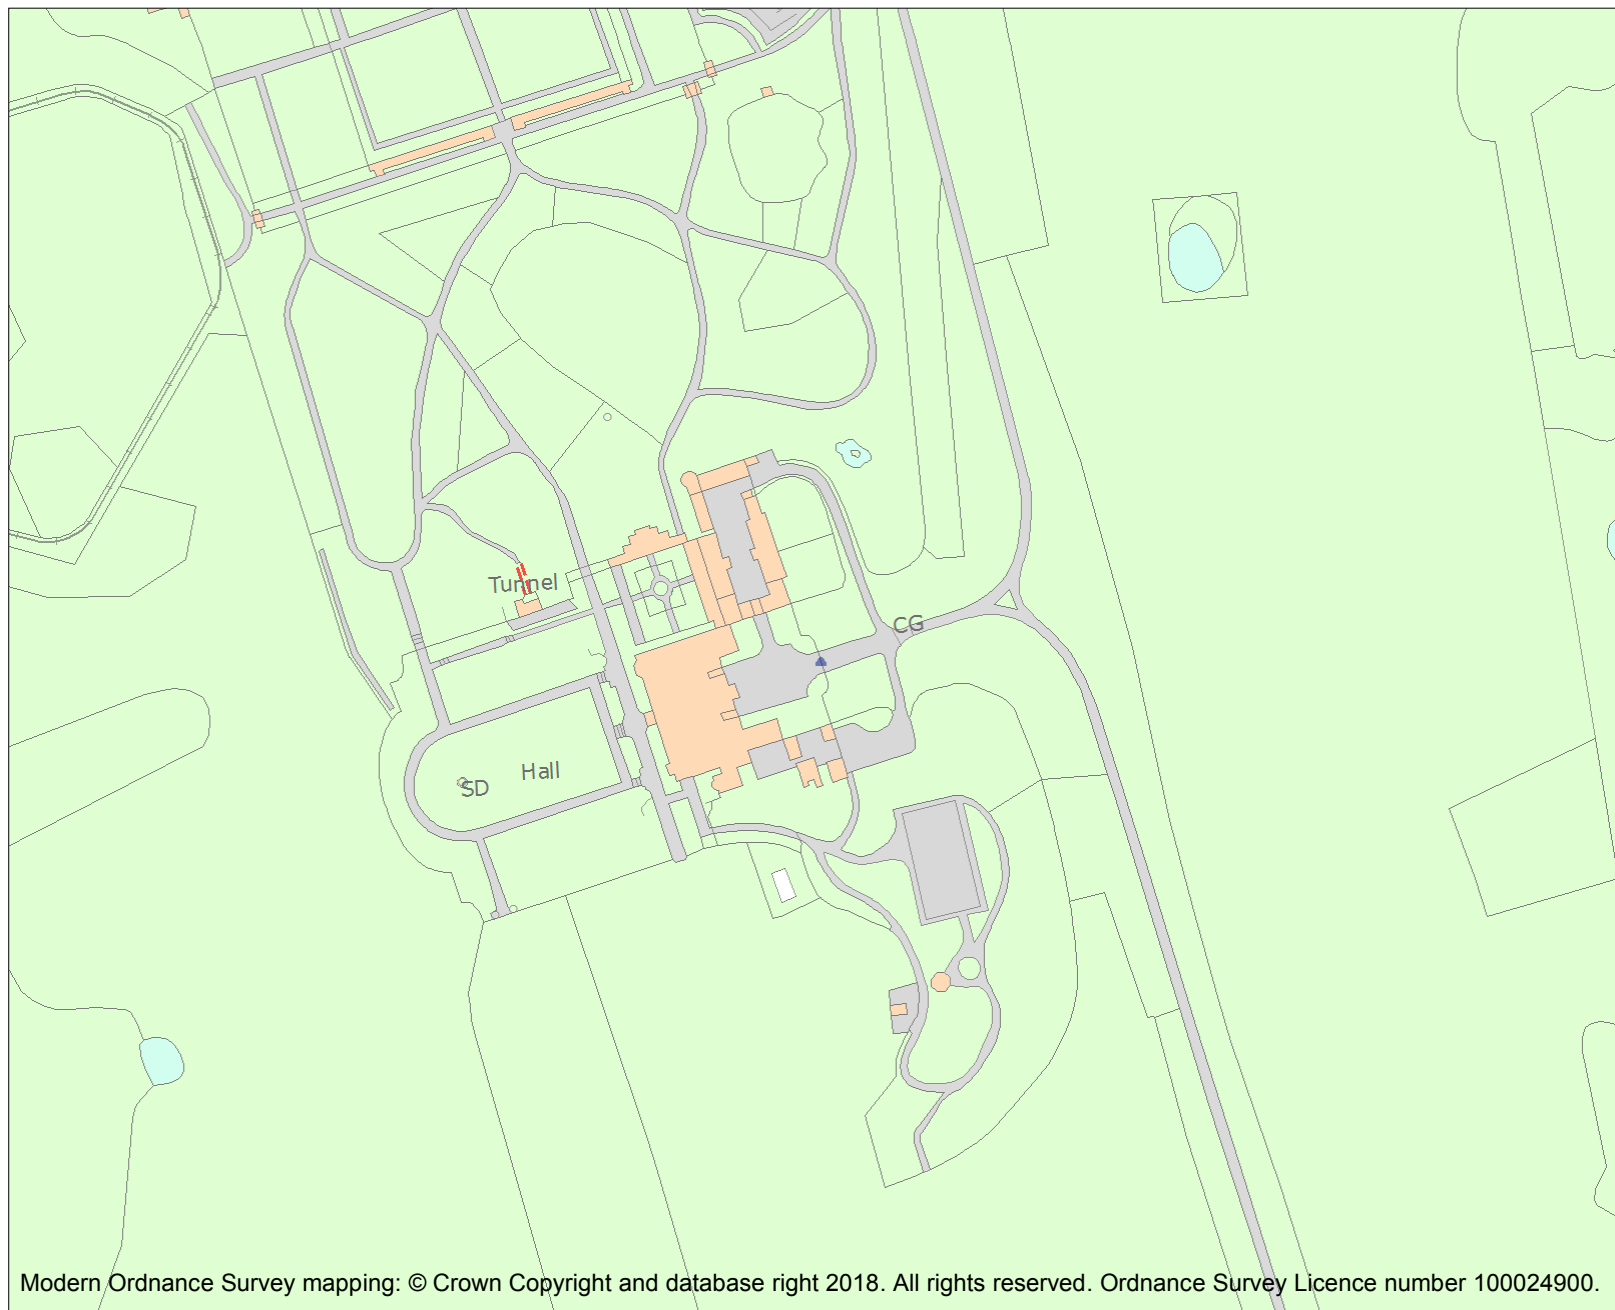 Tunnel
CG
Hall
SD
Modern Ordnance Survey mapping: © Crown Copyright and database right 2018. All rights reserved. Ordnance Survey Licence number 100024900.